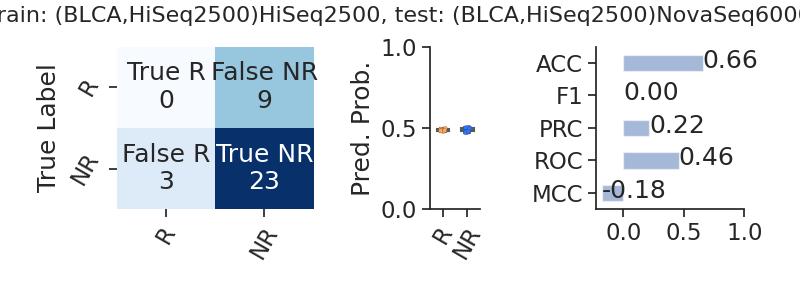 rain: (BLCA,HiSeq2500)HiSeq2500, test: (BLCA,HiSeq2500)NovaSeq600
True Label
R
NR
True R
0
False NR
9
False R
3
True NR
23
R
NR
Pred. Prob.
1.0
0.5
0.0
R
NR
ACC
F1
PRC
ROC
MCC
0.66
0.00
0.22
0.46
-0.18
0.0
0.5
1.0